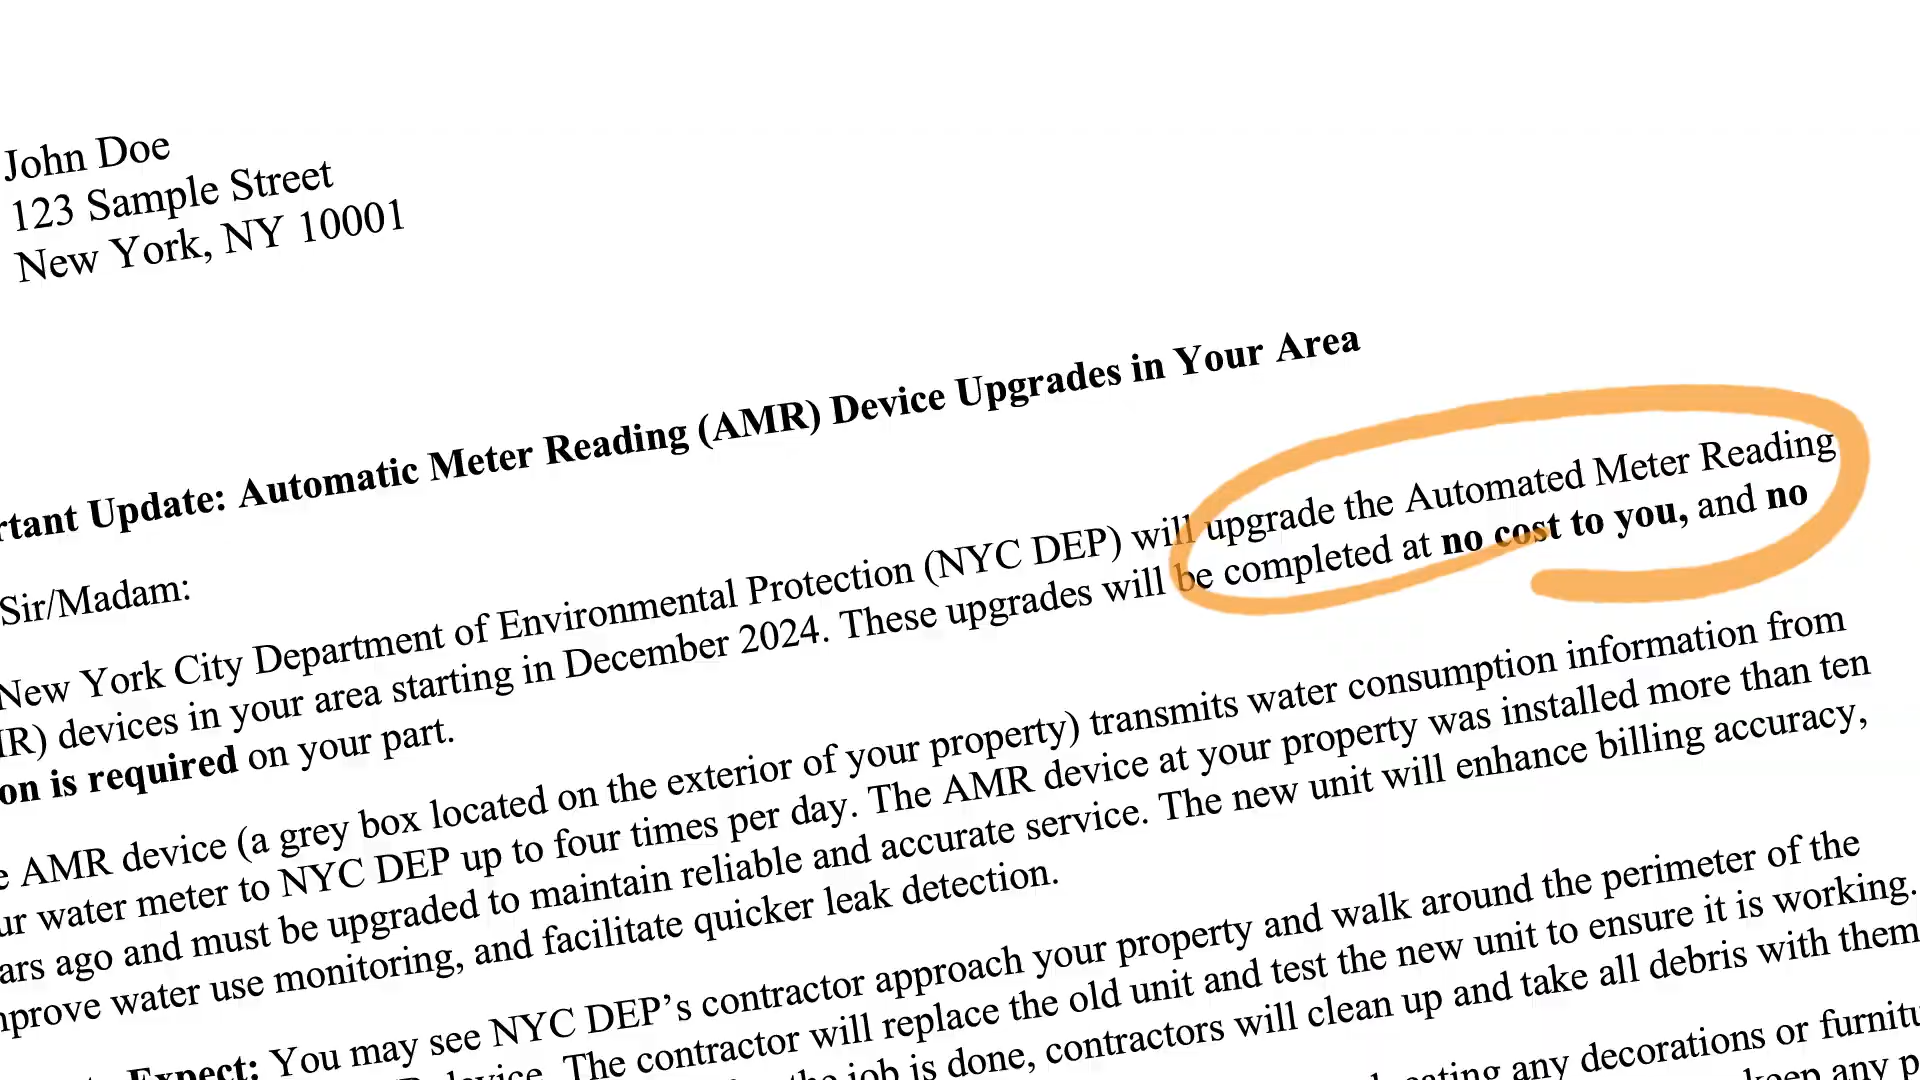 John Doe
123 Sample Street
New York, NY 10001
Update: Automatic Meter Reading (AMR) Device Upgrades in Your Area
Sir/Madam:
New York City Department of Environmental Protection (NYC DEP) will upgrade the Automated Meter Reading
devices in your area starting in December 2024. These upgrades will be completed at no cost to you, and no
is required on your part.
AMR device (a grey box located on the exterior of your property) transmits water consumption information from
water meter to NYC DEP up to four times per day. The AMR device at your property was installed more than ten
ago and must be upgraded to maintain reliable and accurate service. The new unit will enhance billing accuracy,
water use monitoring, and facilitate quicker leak detection.
Expect: You may see NYC DEP's contractor approach your property and walk around the perimeter of the
The contractor will replace the old unit and test the new unit to ensure it is working.
job is done, contractors will clean up and take all debris with them
any decorations or
any